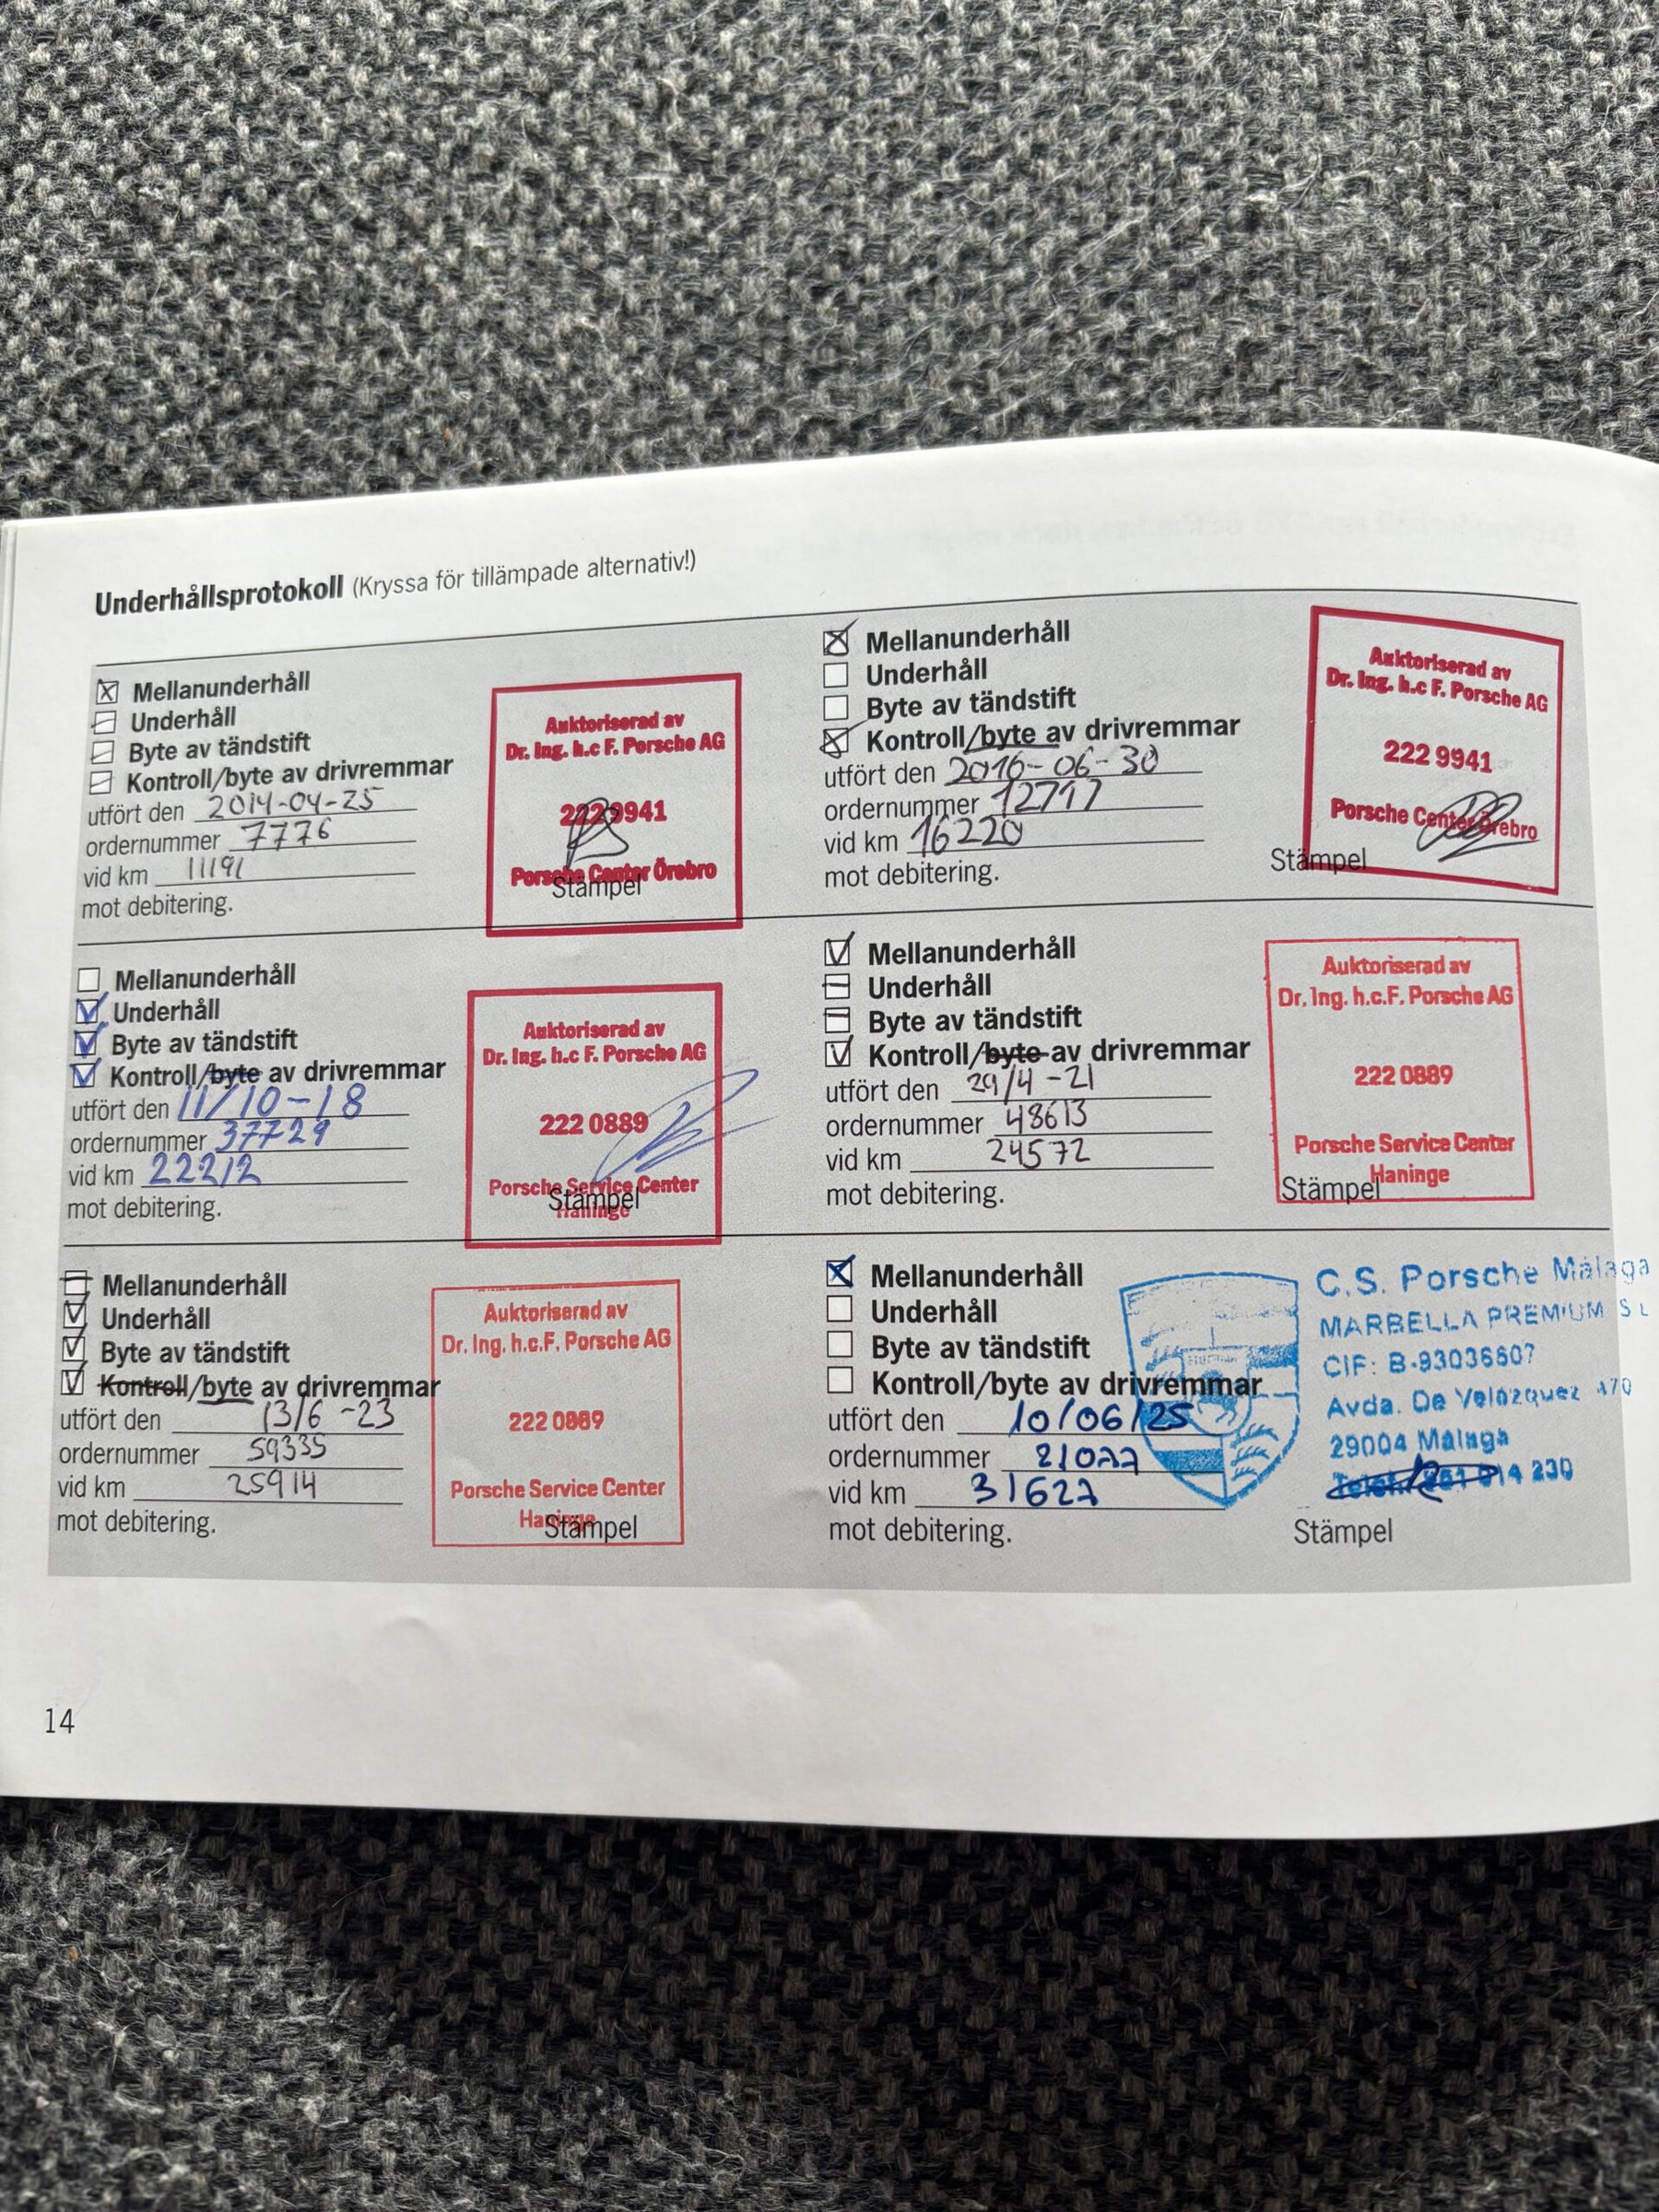 Underhållsprotokoll (Kryssa för tillämpade alternativ!)
Mellanunderhåll
Underhåll
Byte av tändstift
Kontroll/byte av drivremmar
utfört den 2014-04-25
ordernummer 7776
vid km 11191
mot debitering.
Auktoriserad av
Dr. Ing. h.c F. Porsche AG
222 9941
Porsche Center Örebro
Stämpel
Mellanunderhåll
Underhåll
Byte av tändstift
Kontroll/byte av drivremmar
utfört den 2016-06-30
ordernummer 12717
vid km 16220
mot debitering.
Auktoriserad av
Dr. Ing. h.c F. Porsche AG
222 9941
Porsche Center Örebro
Stämpel
Mellanunderhåll
Underhåll
Byte av tändstift
Kontroll/byte av drivremmar
utfört den 11/10-18
ordernummer 37729
vid km 22212
mot debitering.
Auktoriserad av
Dr. Ing. h.c F. Porsche AG
222 0889
Porsche Service Center
Haninge
Stämpel
Mellanunderhåll
Underhåll
Byte av tändstift
Kontroll/byte av drivremmar
utfört den 29/4-21
ordernummer 48613
vid km 24572
mot debitering.
Auktoriserad av
Dr. Ing. h.c.F. Porsche AG
222 0889
Porsche Service Center
Haninge
Stämpel
Mellanunderhåll
Underhåll
Byte av tändstift
Kontroll/byte av drivremmar
utfört den 13/6-23
ordernummer 59335
vid km 25914
mot debitering.
Auktoriserad av
Dr. Ing. h.c.F. Porsche AG
222 0889
Porsche Service Center
Haninge
Stämpel
Mellanunderhåll
Underhåll
Byte av tändstift
Kontroll/byte av drivremmar
utfört den 10/06/25
ordernummer 21077
vid km 31627
mot debitering.
C.S. Porsche Málaga
MARBELLA PREMIUM S L
CIF: B-93036607
Avda. De Velázquez 170
29004 Málaga
Stämpel
14